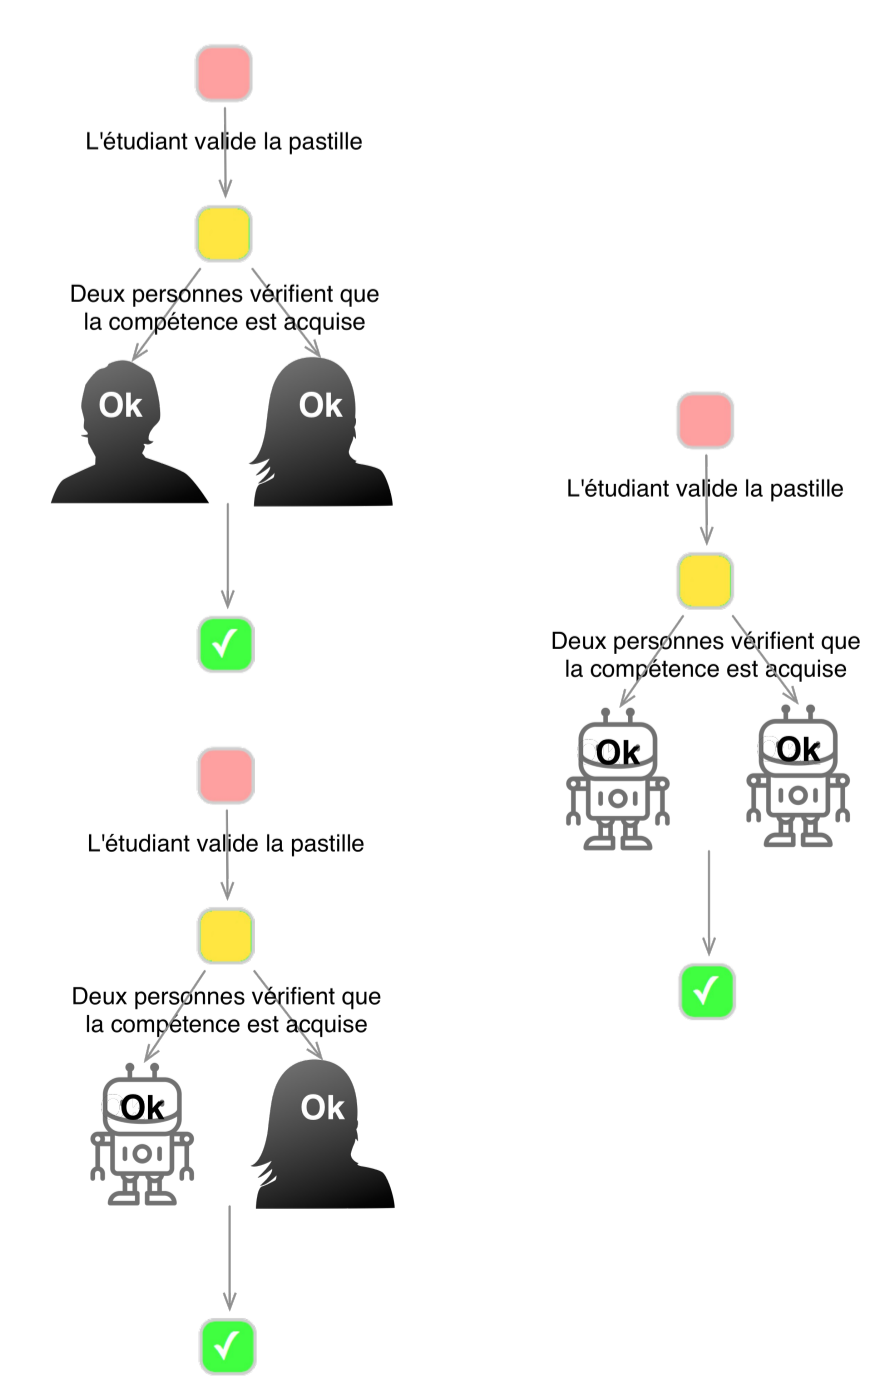 L'étudiant valide la pastille
Deux personnes vérifient que
la compétence est acquise
Ok
Ok
L'étudiant valide la pastille
Deux personnes vérifient que
la compétence est acquise
Ok
Ok
L'étudiant valide la pastille
Deux personnes vérifient que
la compétence est acquise
Ok
Ok